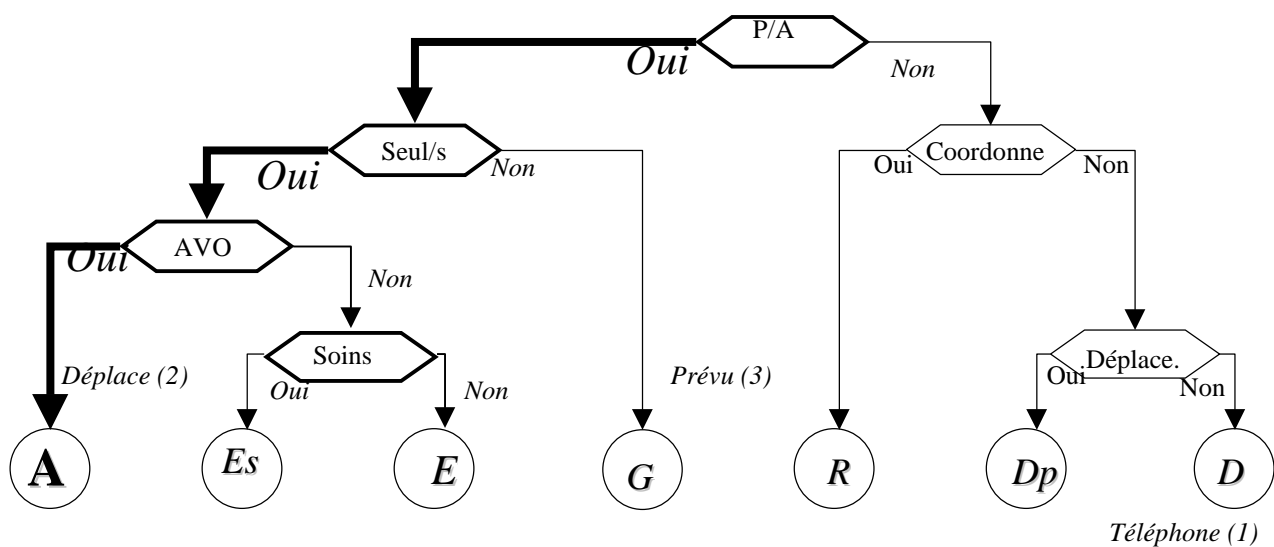 P/A
Oui
Non
Seul/s
Oui
Non
Coordonne
Oui
Non
AVO
Oui
Non
Soins
Oui
Non
Déplace.
Oui
Non
Déplace (2)
Prévu (3)
A
Es
E
G
R
Dp
D
Téléphone (1)